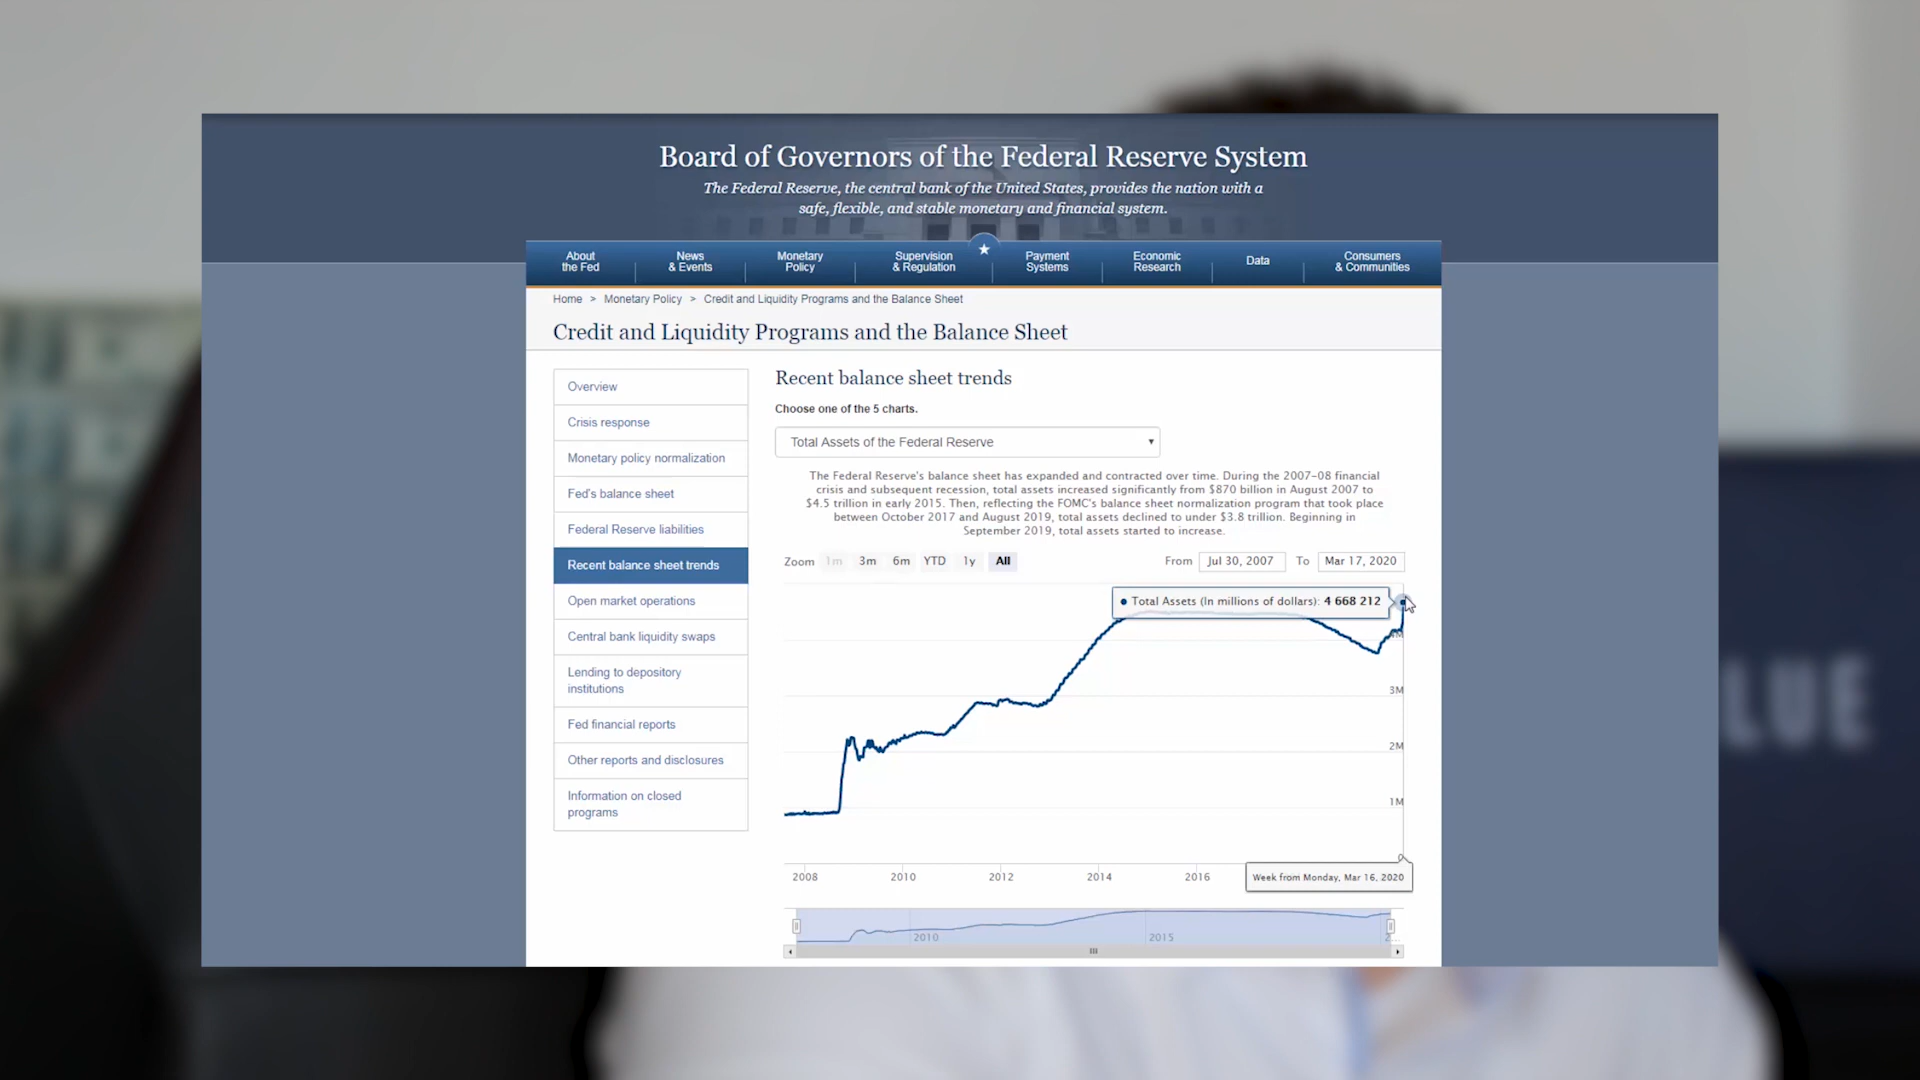 Board of Governors of the Federal Reserve System
The Federal Reserve, the central bank of the United States, provides the nation with a
safe, flexible, and stable monetary and financial system.
About
the Fed
News
& Events
Monetary
Policy
Supervision
& Regulation
Payment
Systems
Economic
Research
Data
Consumers
& Communities
Home > Monetary Policy > Credit and Liquidity Programs and the Balance Sheet
Credit and Liquidity Programs and the Balance Sheet
Overview
Crisis response
Monetary policy normalization
Fed's balance sheet
Federal Reserve liabilities
Recent balance sheet trends
Open market operations
Central bank liquidity swaps
Lending to depository
institutions
Fed financial reports
Other reports and disclosures
Information on closed
programs
Recent balance sheet trends
Choose one of the 5 charts.
Total Assets of the Federal Reserve
The Federal Reserve's balance sheet has expanded and contracted over time. During the 2007-08 financial
crisis and subsequent recession, total assets increased significantly from $870 billion in August 2007 to
$4.5 trillion in early 2015. Then, reflecting the FOMC's balance sheet normalization program that took place
between October 2017 and August 2019, total assets declined to under $3.8 trillion. Beginning in
September 2019, total assets started to increase.
Zoom 1m 3m 6m YTD 1y All
From Jul 30, 2007 To Mar 17, 2020
Total Assets (In millions of dollars): 4 668 212
4M
3M
2M
1M
0
2008 2010 2012 2014 2016
Week from Monday, Mar 16, 2020
2010 2015
LUE